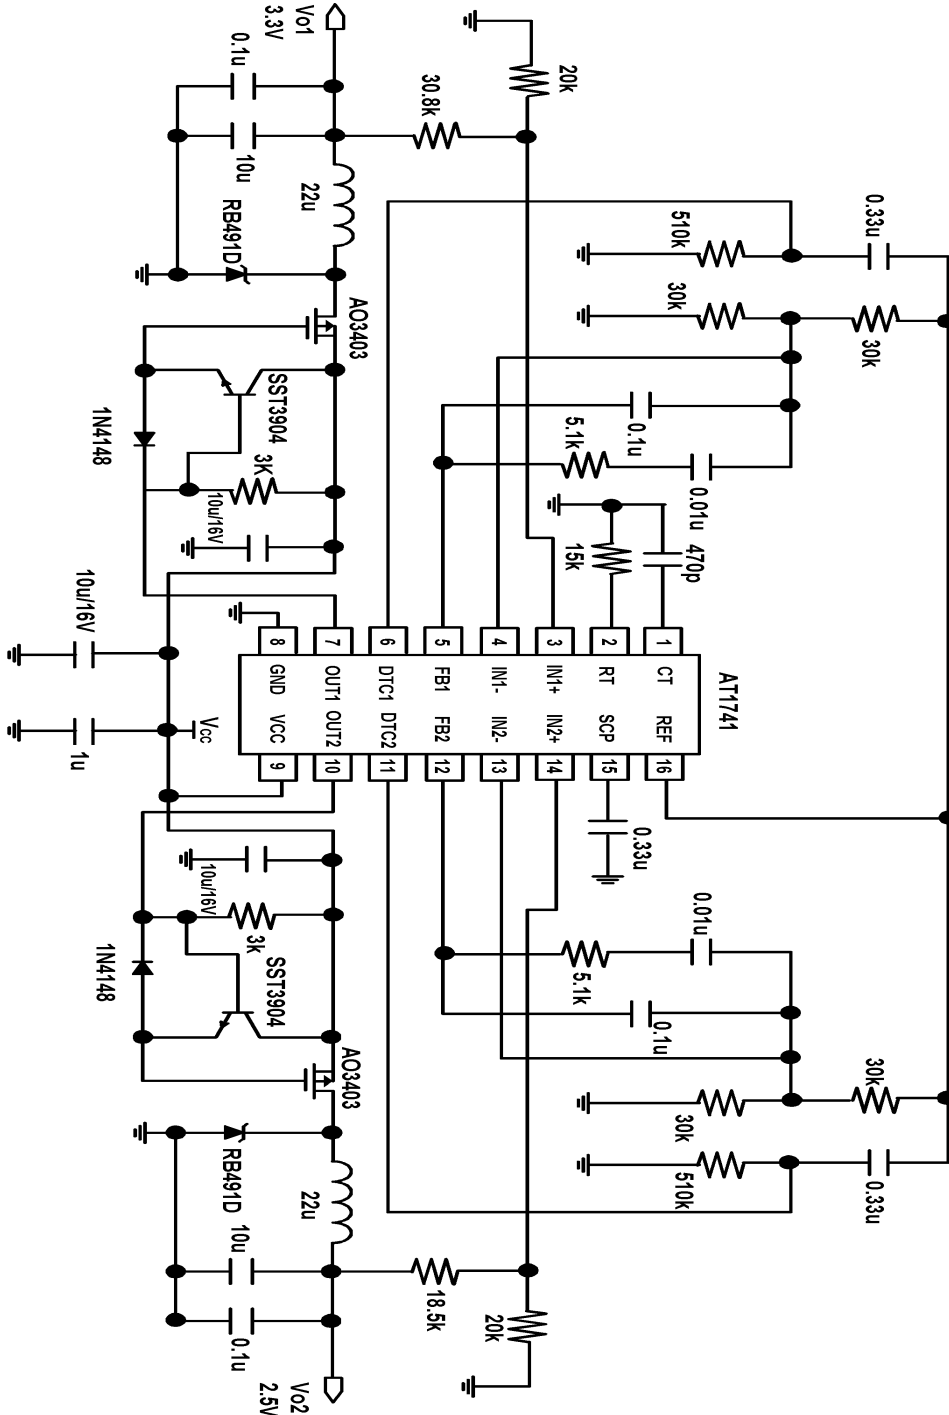 0.33u
30k
30k
0.33u
AT1741
510k
30k
0.01u
470p
0.01u
30k
510k
1 CT REF 16
0.1u
0.33u
0.1u
2 RT SCP 15
20k
5.1k
15k
5.1k
3 IN1+ IN2+ 14
4 IN1- IN2- 13
20k
30.8k
18.5k
5 FB1 FB2 12
6 DTC1 DTC2 11
AO3403
AO3403
7 OUT1 OUT2 10
Vo1
3.3V
22u
SST3904
3K
8 GND VCC 9
3k
SST3904
22u
Vo2
2.5V
0.1u
10u
RB491D
10u/16V
VCC
10u/16V
RB491D
10u
0.1u
1N4148
1N4148
10u/16V
1u